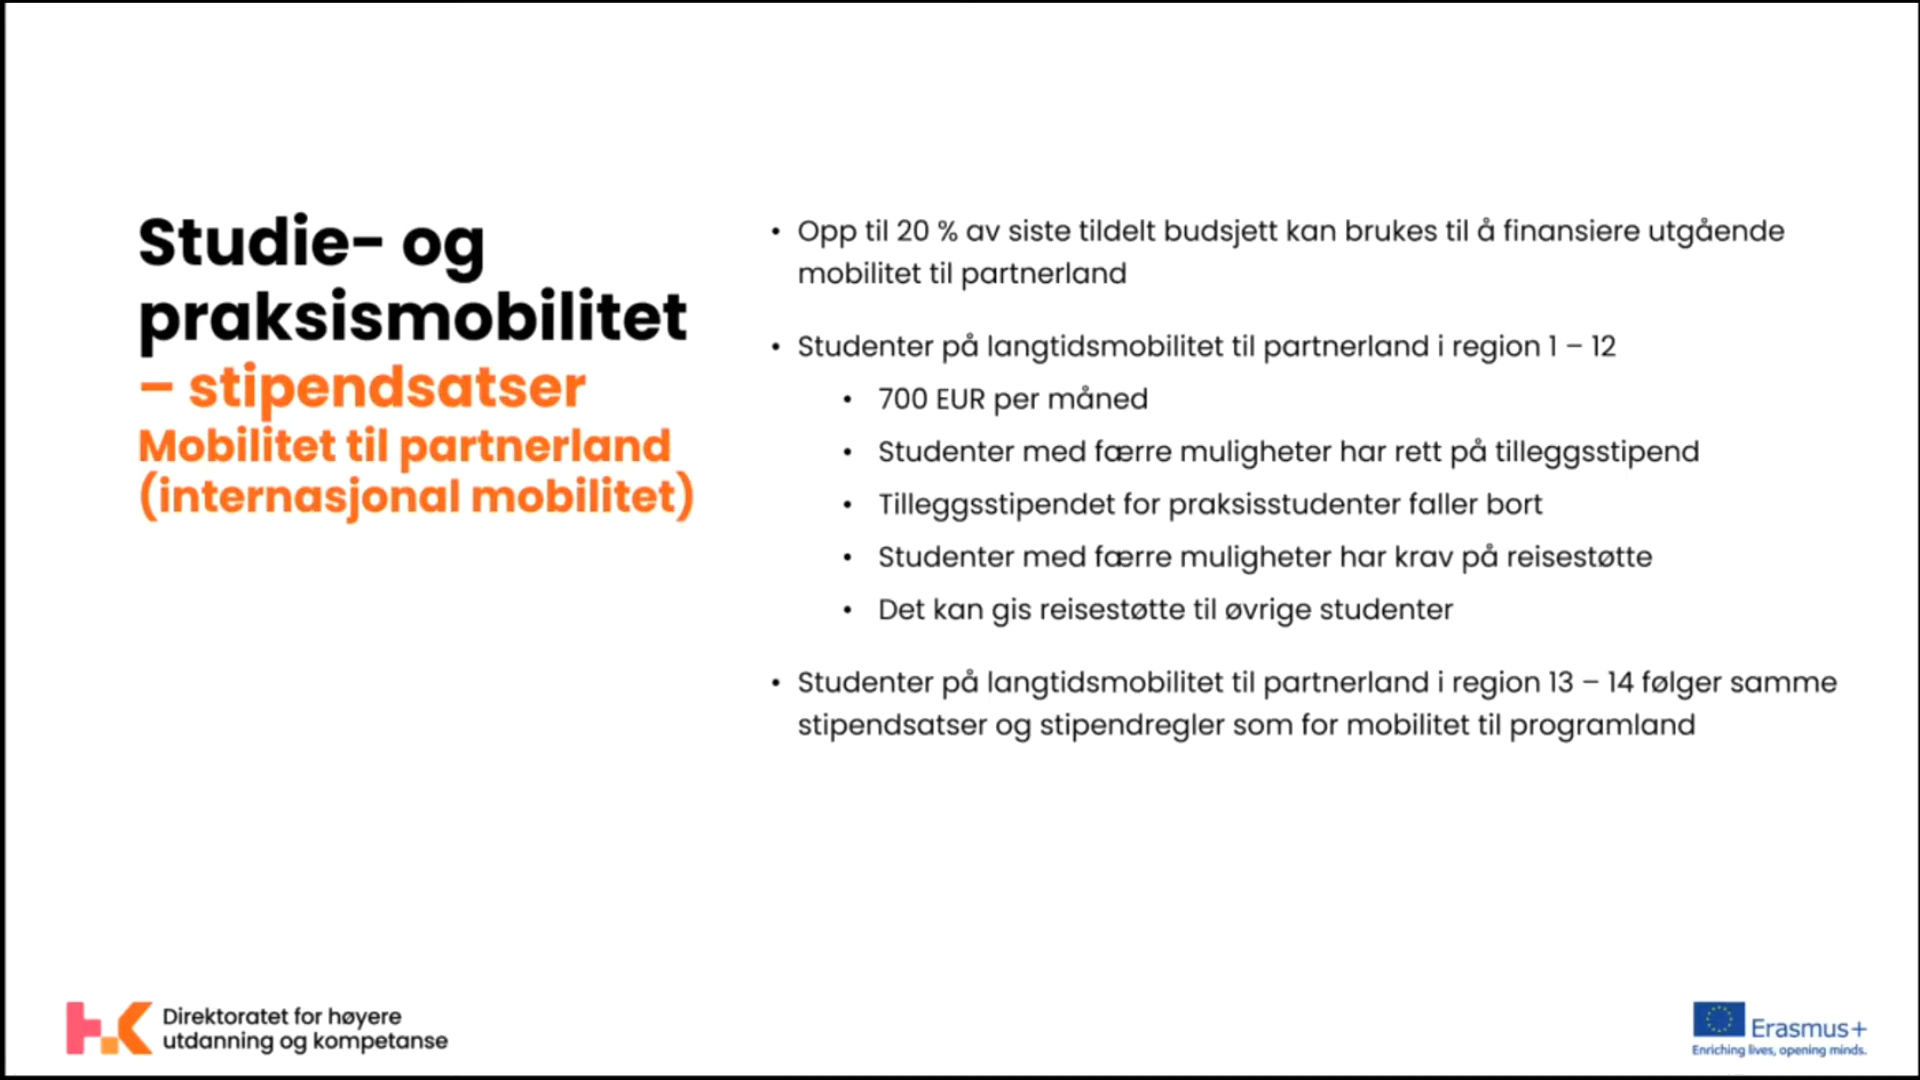 Studie- og
praksismobilitet
– stipendsatser
Mobilitet til partnerland
(internasjonal mobilitet)
• Opp til 20 % av siste tildelt budsjett kan brukes til å finansiere utgående
mobilitet til partnerland
• Studenter på langtidsmobilitet til partnerland i region 1 – 12
• 700 EUR per måned
• Studenter med færre muligheter har rett på tilleggsstipend
• Tilleggsstipendet for praksisstudenter faller bort
• Studenter med færre muligheter har krav på reisestøtte
• Det kan gis reisestøtte til øvrige studenter
• Studenter på langtidsmobilitet til partnerland i region 13 – 14 følger samme
stipendsatser og stipendregler som for mobilitet til programland
Direktoratet for høyere
utdanning og kompetanse
Erasmus+
Enriching lives, opening minds.